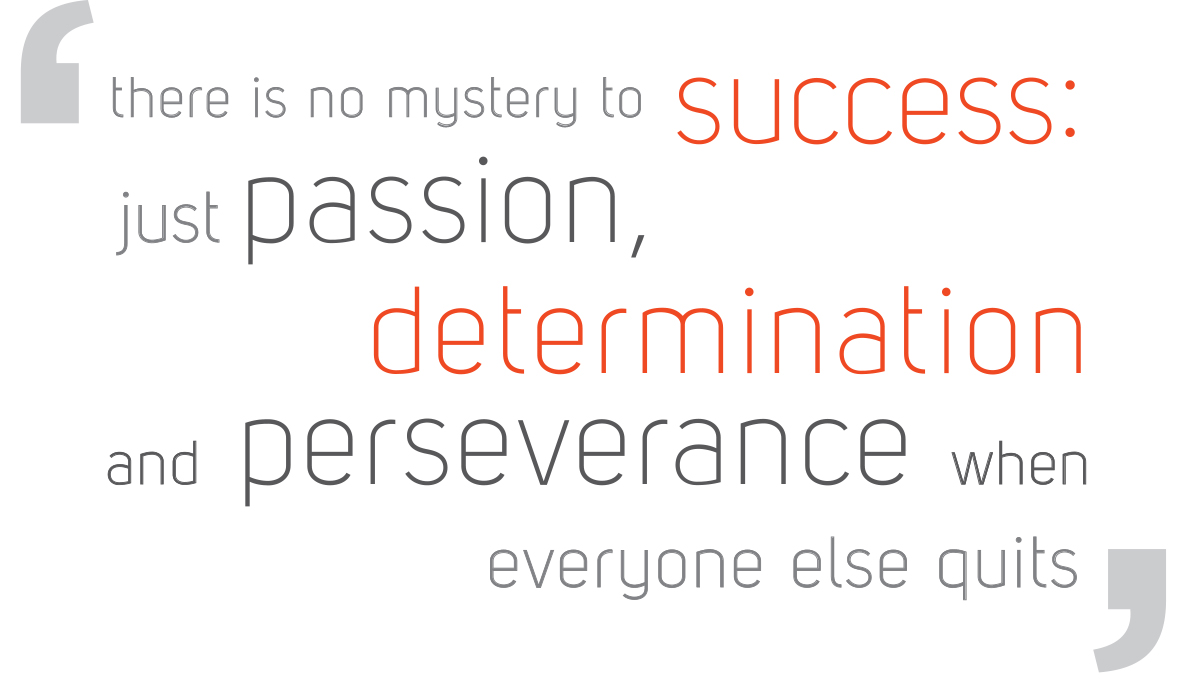 ‘there is no mystery to success:
just passion,
determination
and perseverance when
everyone else quits’